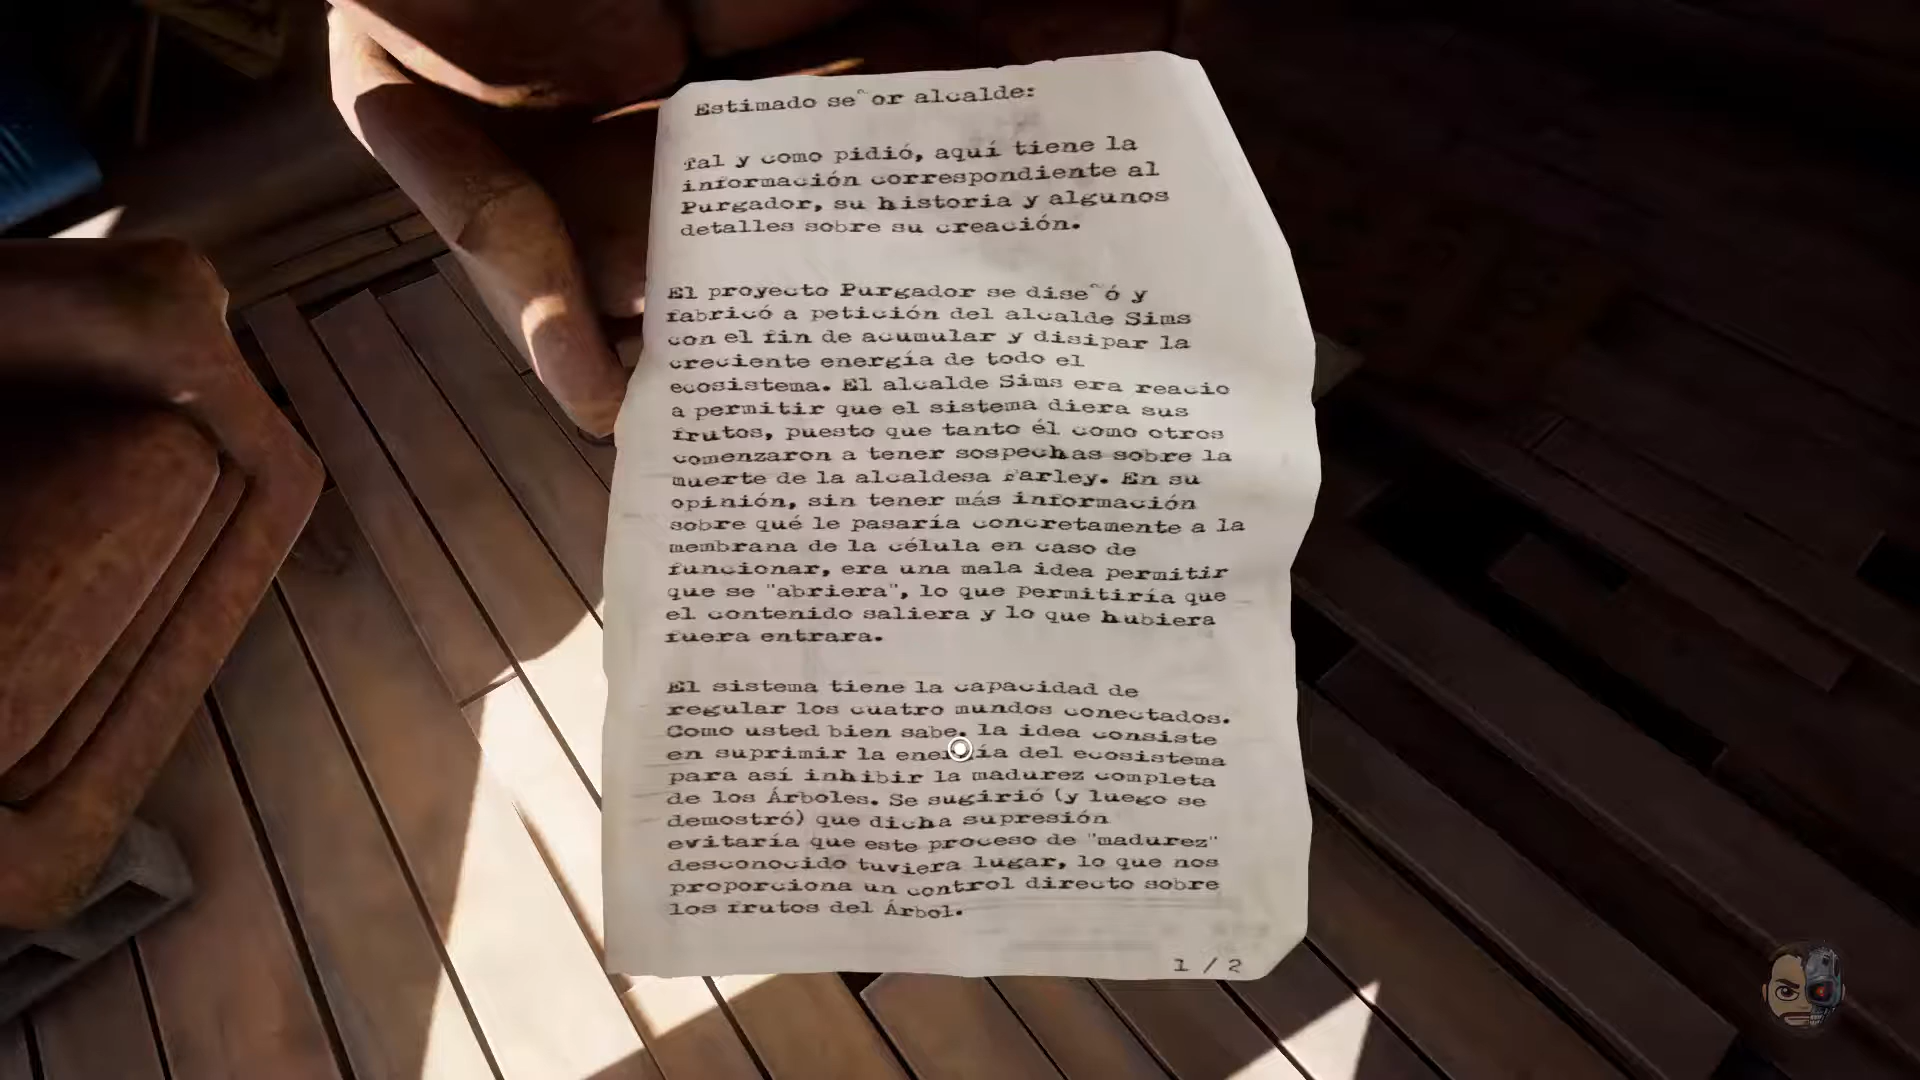 Estimado señor alcalde:
Tal y como pidió, aquí tiene la
información correspondiente al
Purgador, su historia y algunos
detalles sobre su creación.
El proyecto Purgador se diseñó y
fabricó a petición del alcalde Sims
con el fin de acumular y disipar la
creciente energía de todo el
ecosistema. El alcalde Sims era reacio
a permitir que el sistema diera sus
frutos, puesto que tanto él como otros
comenzaron a tener sospechas sobre la
muerte de la alcaldesa Farley. En su
opinión, sin tener más información
sobre qué le pasaría concretamente a la
membrana de la célula en caso de
funcionar, era una mala idea permitir
que se "abriera", lo que permitiría que
el contenido saliera y lo que hubiera
fuera entrara.
El sistema tiene la capacidad de
regular los cuatro mundos conectados.
Como usted bien sabe, la idea consiste
en suprimir la energía del ecosistema
para así inhibir la madurez completa
de los Árboles. Se sugirió (y luego se
demostró) que dicha supresión
evitaría que este proceso de "madurez"
desconocido tuviera lugar, lo que nos
proporciona un control directo sobre
los frutos del Árbol.
1 / 2